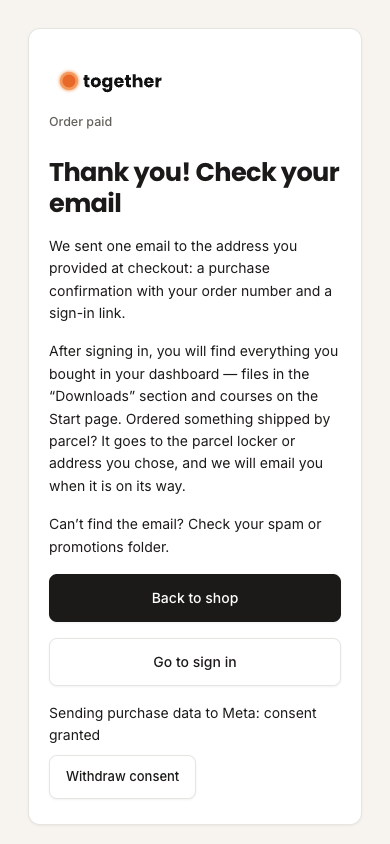 together
Order paid
Thank you! Check your
email
We sent one email to the address you
provided at checkout: a purchase
confirmation with your order number and a
sign-in link.
After signing in, you will find everything you
bought in your dashboard — files in the
“Downloads” section and courses on the
Start page. Ordered something shipped by
parcel? It goes to the parcel locker or
address you chose, and we will email you
when it is on its way.
Can’t find the email? Check your spam or
promotions folder.
Back to shop
Go to sign in
Sending purchase data to Meta: consent
granted
Withdraw consent